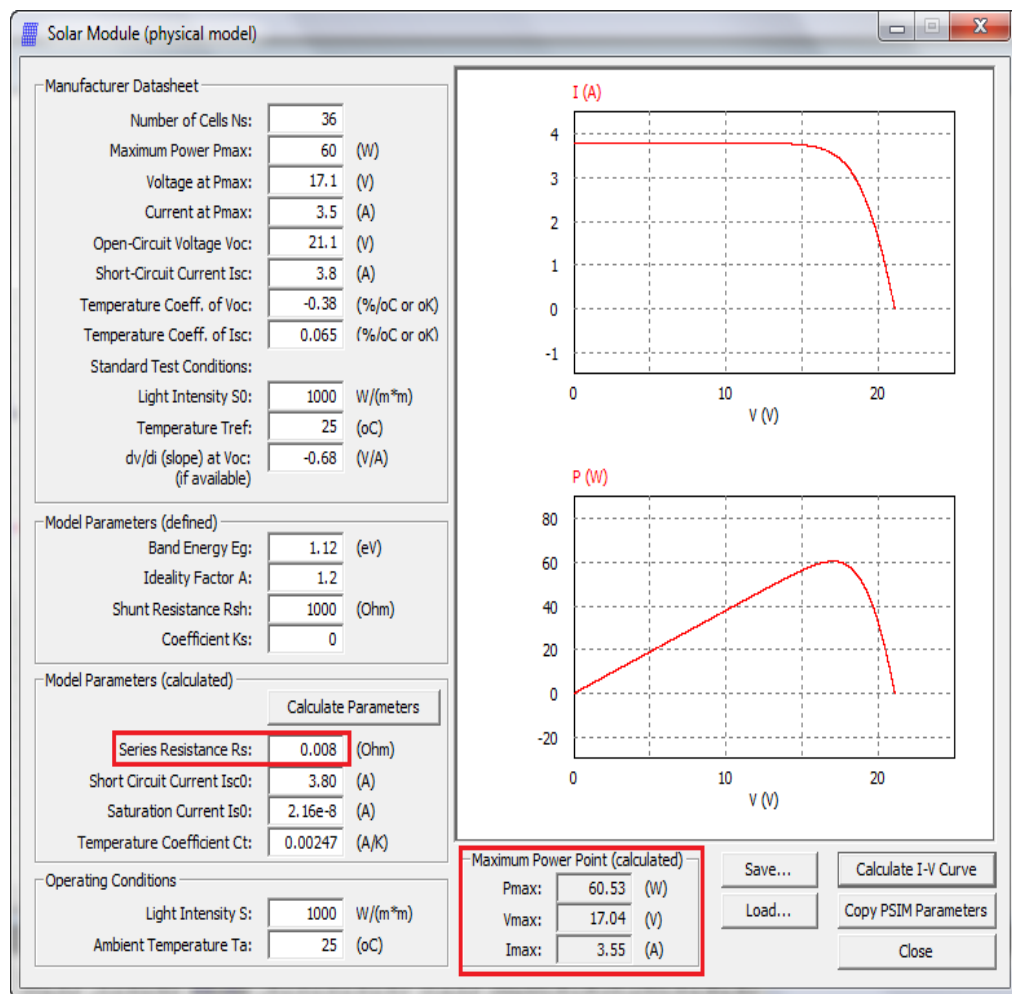 Solar Module (physical model)
X
Manufacturer Datasheet
Number of Cells Ns: 36
Maximum Power Pmax: 60 (W)
Voltage at Pmax: 17.1 (V)
Current at Pmax: 3.5 (A)
Open-Circuit Voltage Voc: 21.1 (V)
Short-Circuit Current Isc: 3.8 (A)
Temperature Coeff. of Voc: -0.38 (%/oC or oK)
Temperature Coeff. of Isc: 0.065 (%/oC or oK)
Standard Test Conditions:
Light Intensity S0: 1000 W/(m*m)
Temperature Tref: 25 (oC)
dv/di (slope) at Voc: -0.68 (V/A)
(if available)
Model Parameters (defined)
Band Energy Eg: 1.12 (eV)
Ideality Factor A: 1.2
Shunt Resistance Rsh: 1000 (Ohm)
Coefficient Ks: 0
Model Parameters (calculated)
Calculate Parameters
Series Resistance Rs: 0.008 (Ohm)
Short Circuit Current Isc0: 3.80 (A)
Saturation Current Is0: 2.16e-8 (A)
Temperature Coefficient Ct: 0.00247 (A/K)
Operating Conditions
Light Intensity S: 1000 W/(m*m)
Ambient Temperature Ta: 25 (oC)
I (A)
4
3
2
1
0
-1
0 10 20
V (V)
P (W)
80
60
40
20
0
-20
0 10 20
V (V)
Maximum Power Point (calculated)
Pmax: 60.53 (W)
Vmax: 17.04 (V)
Imax: 3.55 (A)
Save... Calculate I-V Curve
Load... Copy PSIM Parameters
Close